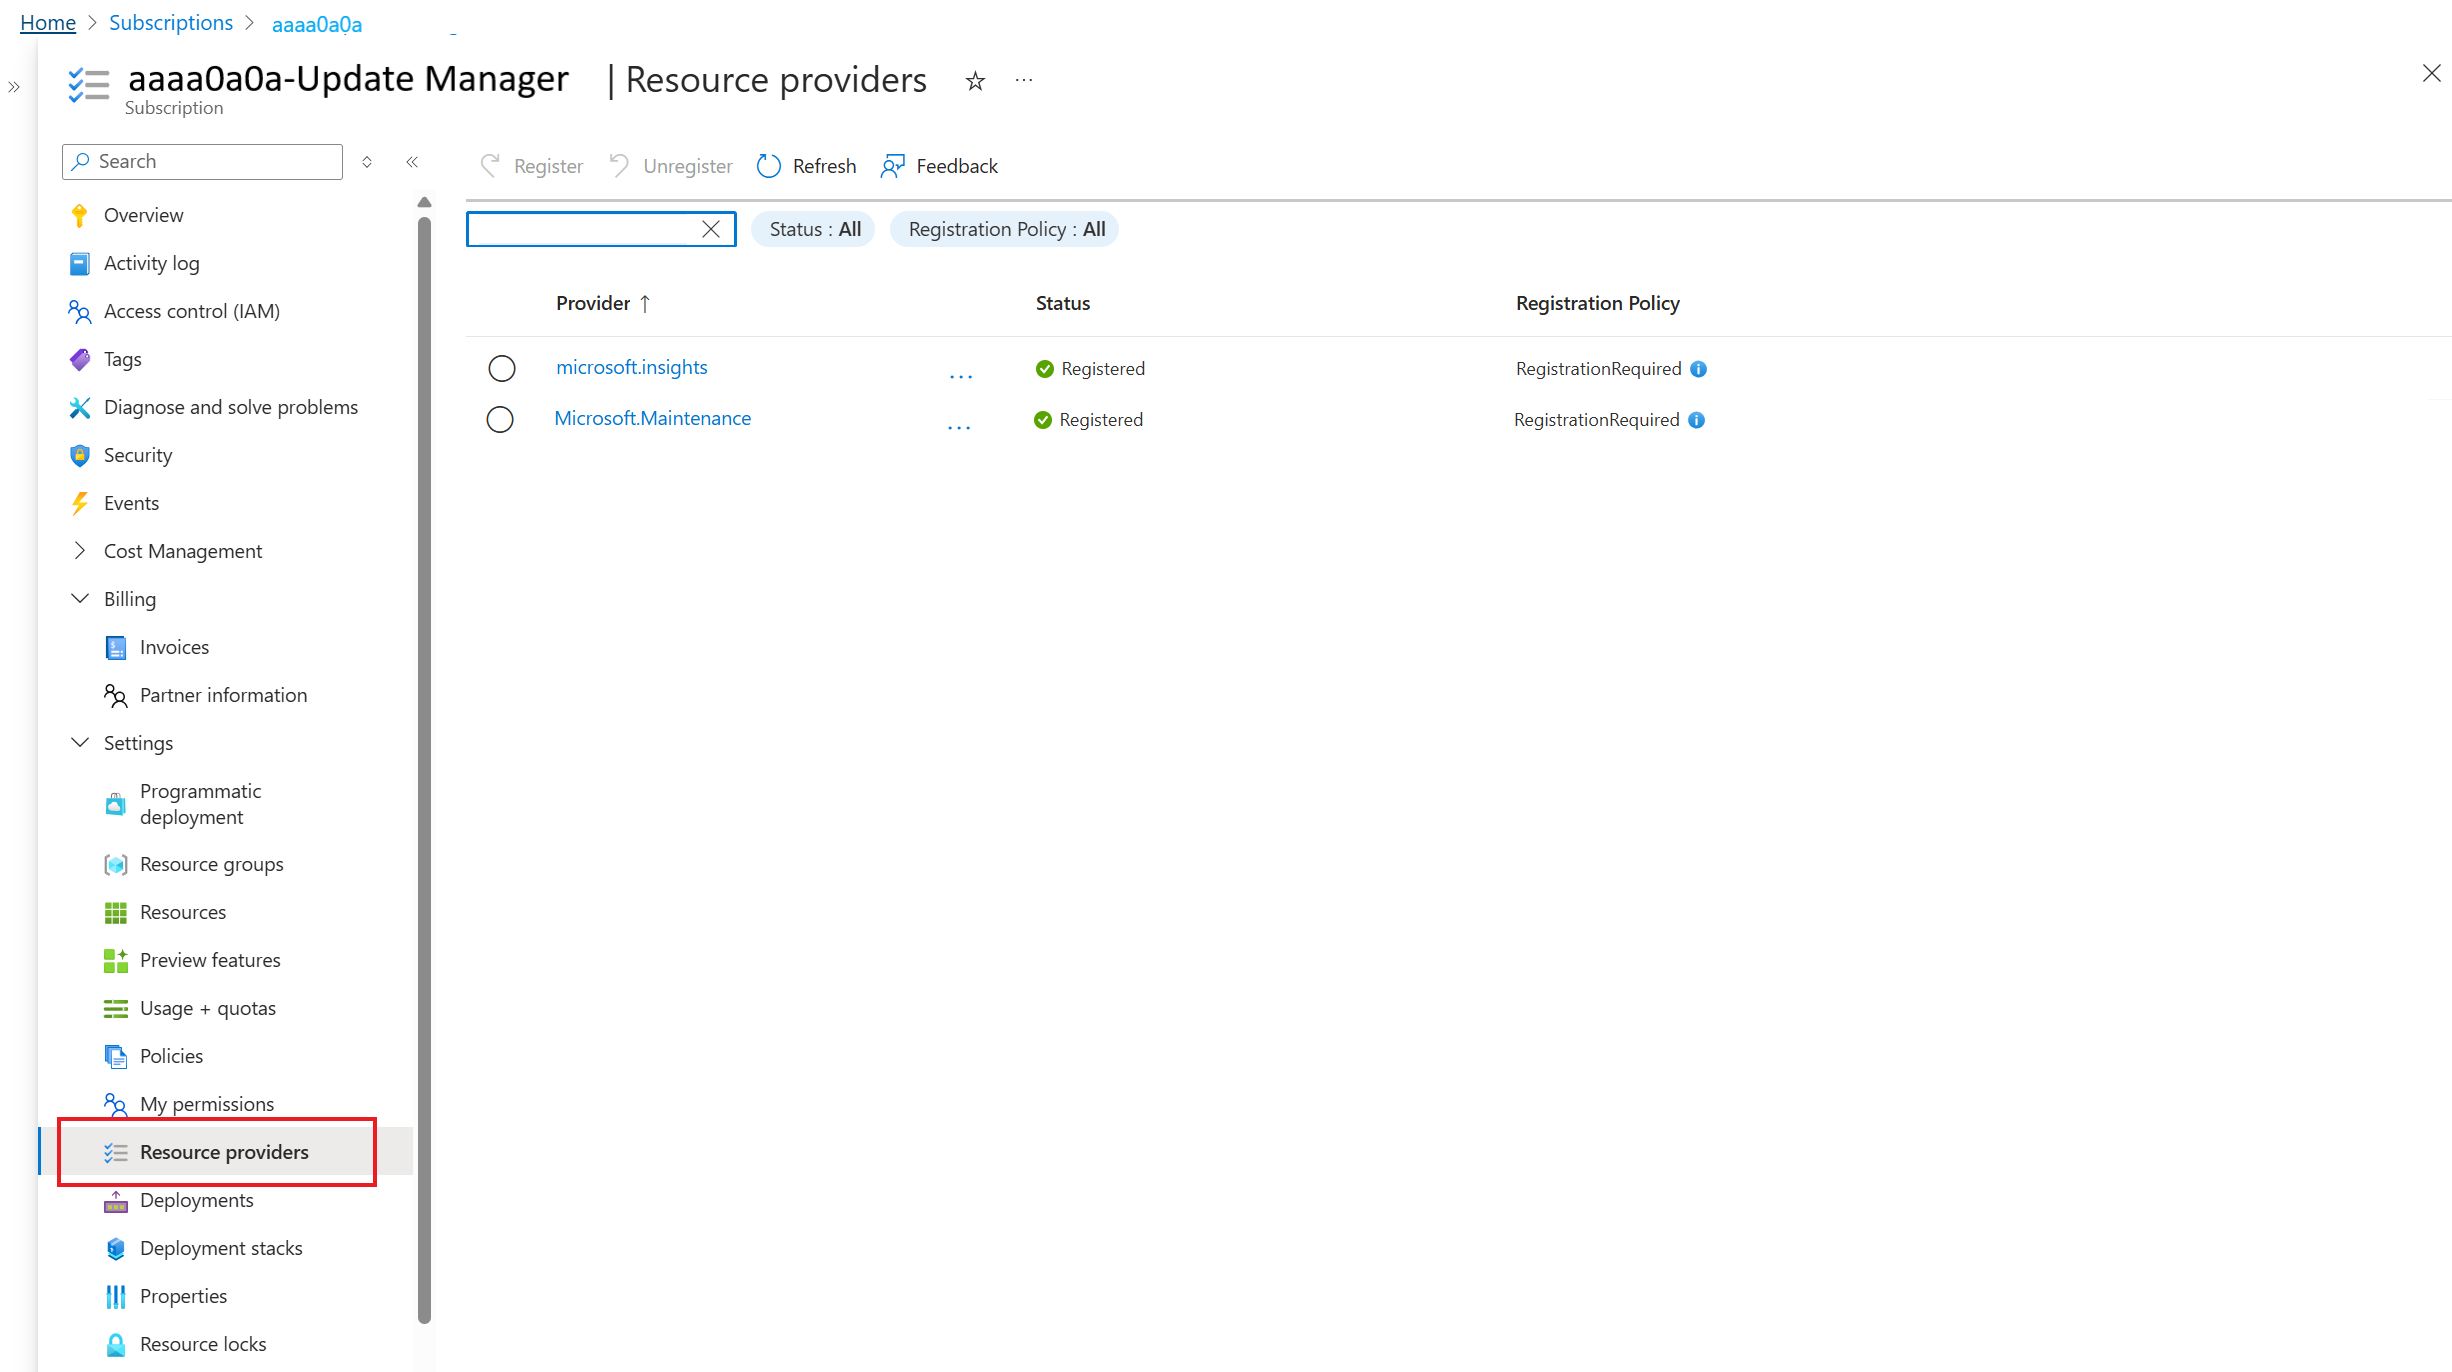 Home > Subscriptions > aaaa0a0a
aaaa0a0a-Update Manager | Resource providers
Subscription
Search
Register Unregister Refresh Feedback
Overview
Activity log
Access control (IAM)
Tags
Diagnose and solve problems
Security
Events
Cost Management
Billing
Invoices
Partner information
Settings
Programmatic
deployment
Resource groups
Resources
Preview features
Usage + quotas
Policies
My permissions
Resource providers
Deployments
Deployment stacks
Properties
Resource locks
Status : All Registration Policy : All
Provider ↑ Status Registration Policy
microsoft.insights ... Registered RegistrationRequired
Microsoft.Maintenance ... Registered RegistrationRequired